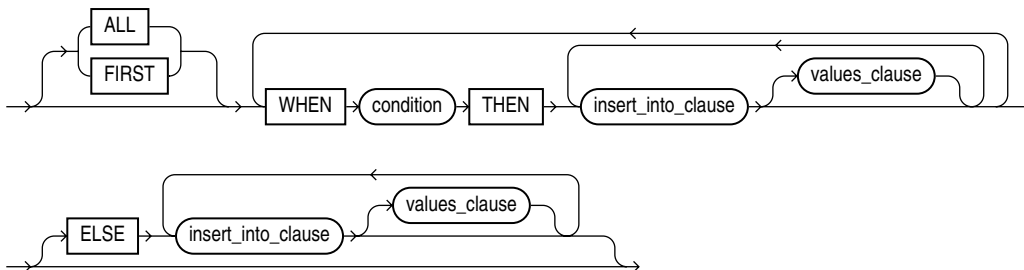 ALL
FIRST
values_clause
WHEN condition THEN insert_into_clause
values_clause
ELSE insert_into_clause